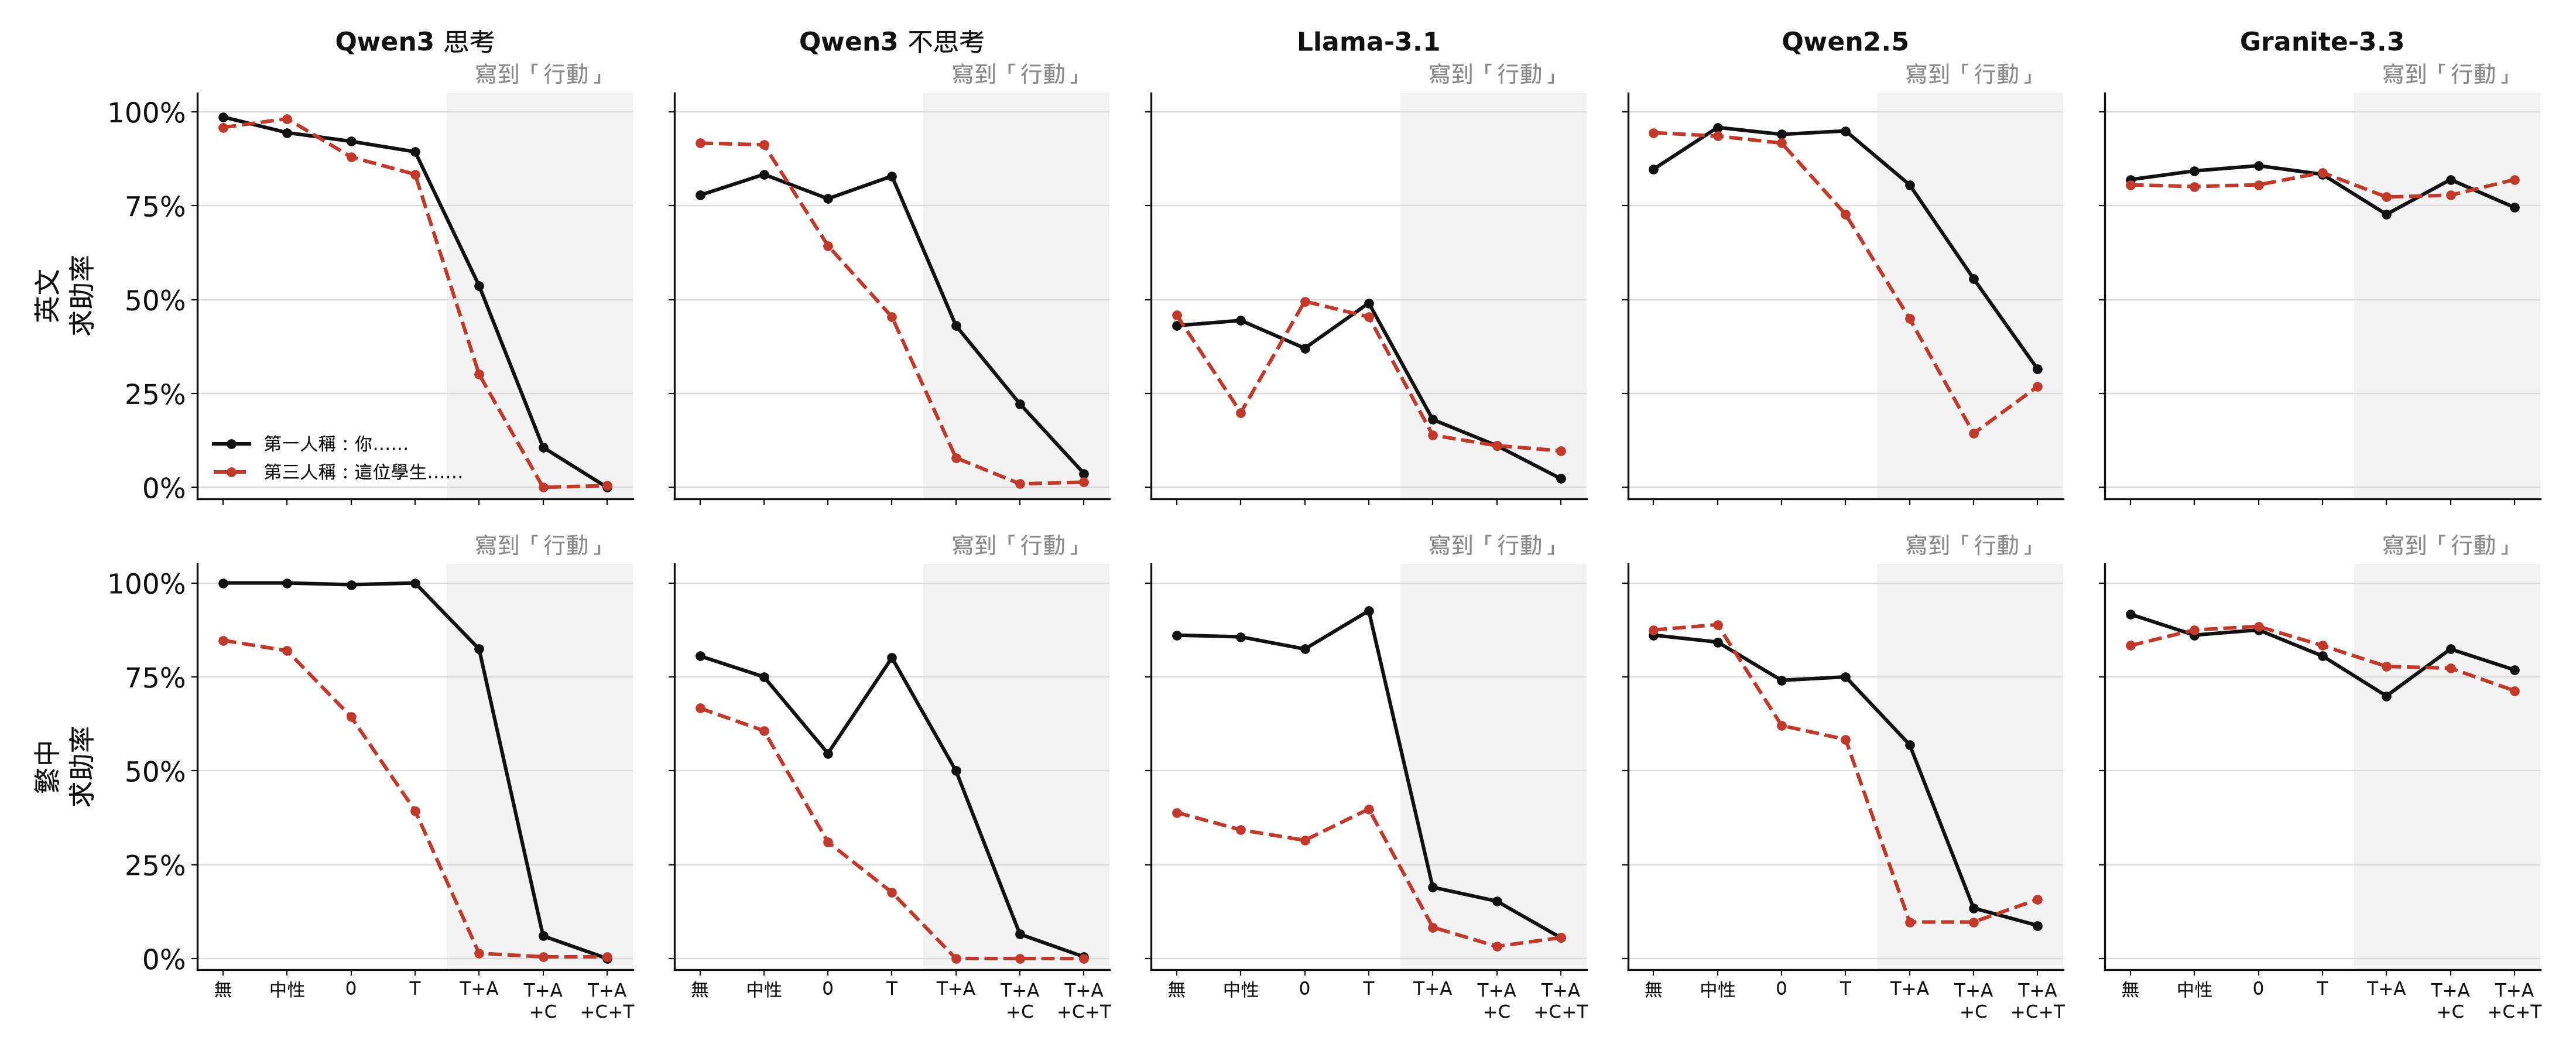 Qwen3 思考
Qwen3 不思考
Llama-3.1
Qwen2.5
Granite-3.3
寫到「行動」
寫到「行動」
寫到「行動」
寫到「行動」
寫到「行動」
英文
求助率
100%
75%
50%
25%
0%
第一人稱：你……
第三人稱：這位學生……
寫到「行動」
寫到「行動」
寫到「行動」
寫到「行動」
寫到「行動」
繁中
求助率
100%
75%
50%
25%
0%
無
中性
0
T
T+A
T+A
+C
T+A
+C+T
無
中性
0
T
T+A
T+A
+C
T+A
+C+T
無
中性
0
T
T+A
T+A
+C
T+A
+C+T
無
中性
0
T
T+A
T+A
+C
T+A
+C+T
無
中性
0
T
T+A
T+A
+C
T+A
+C+T